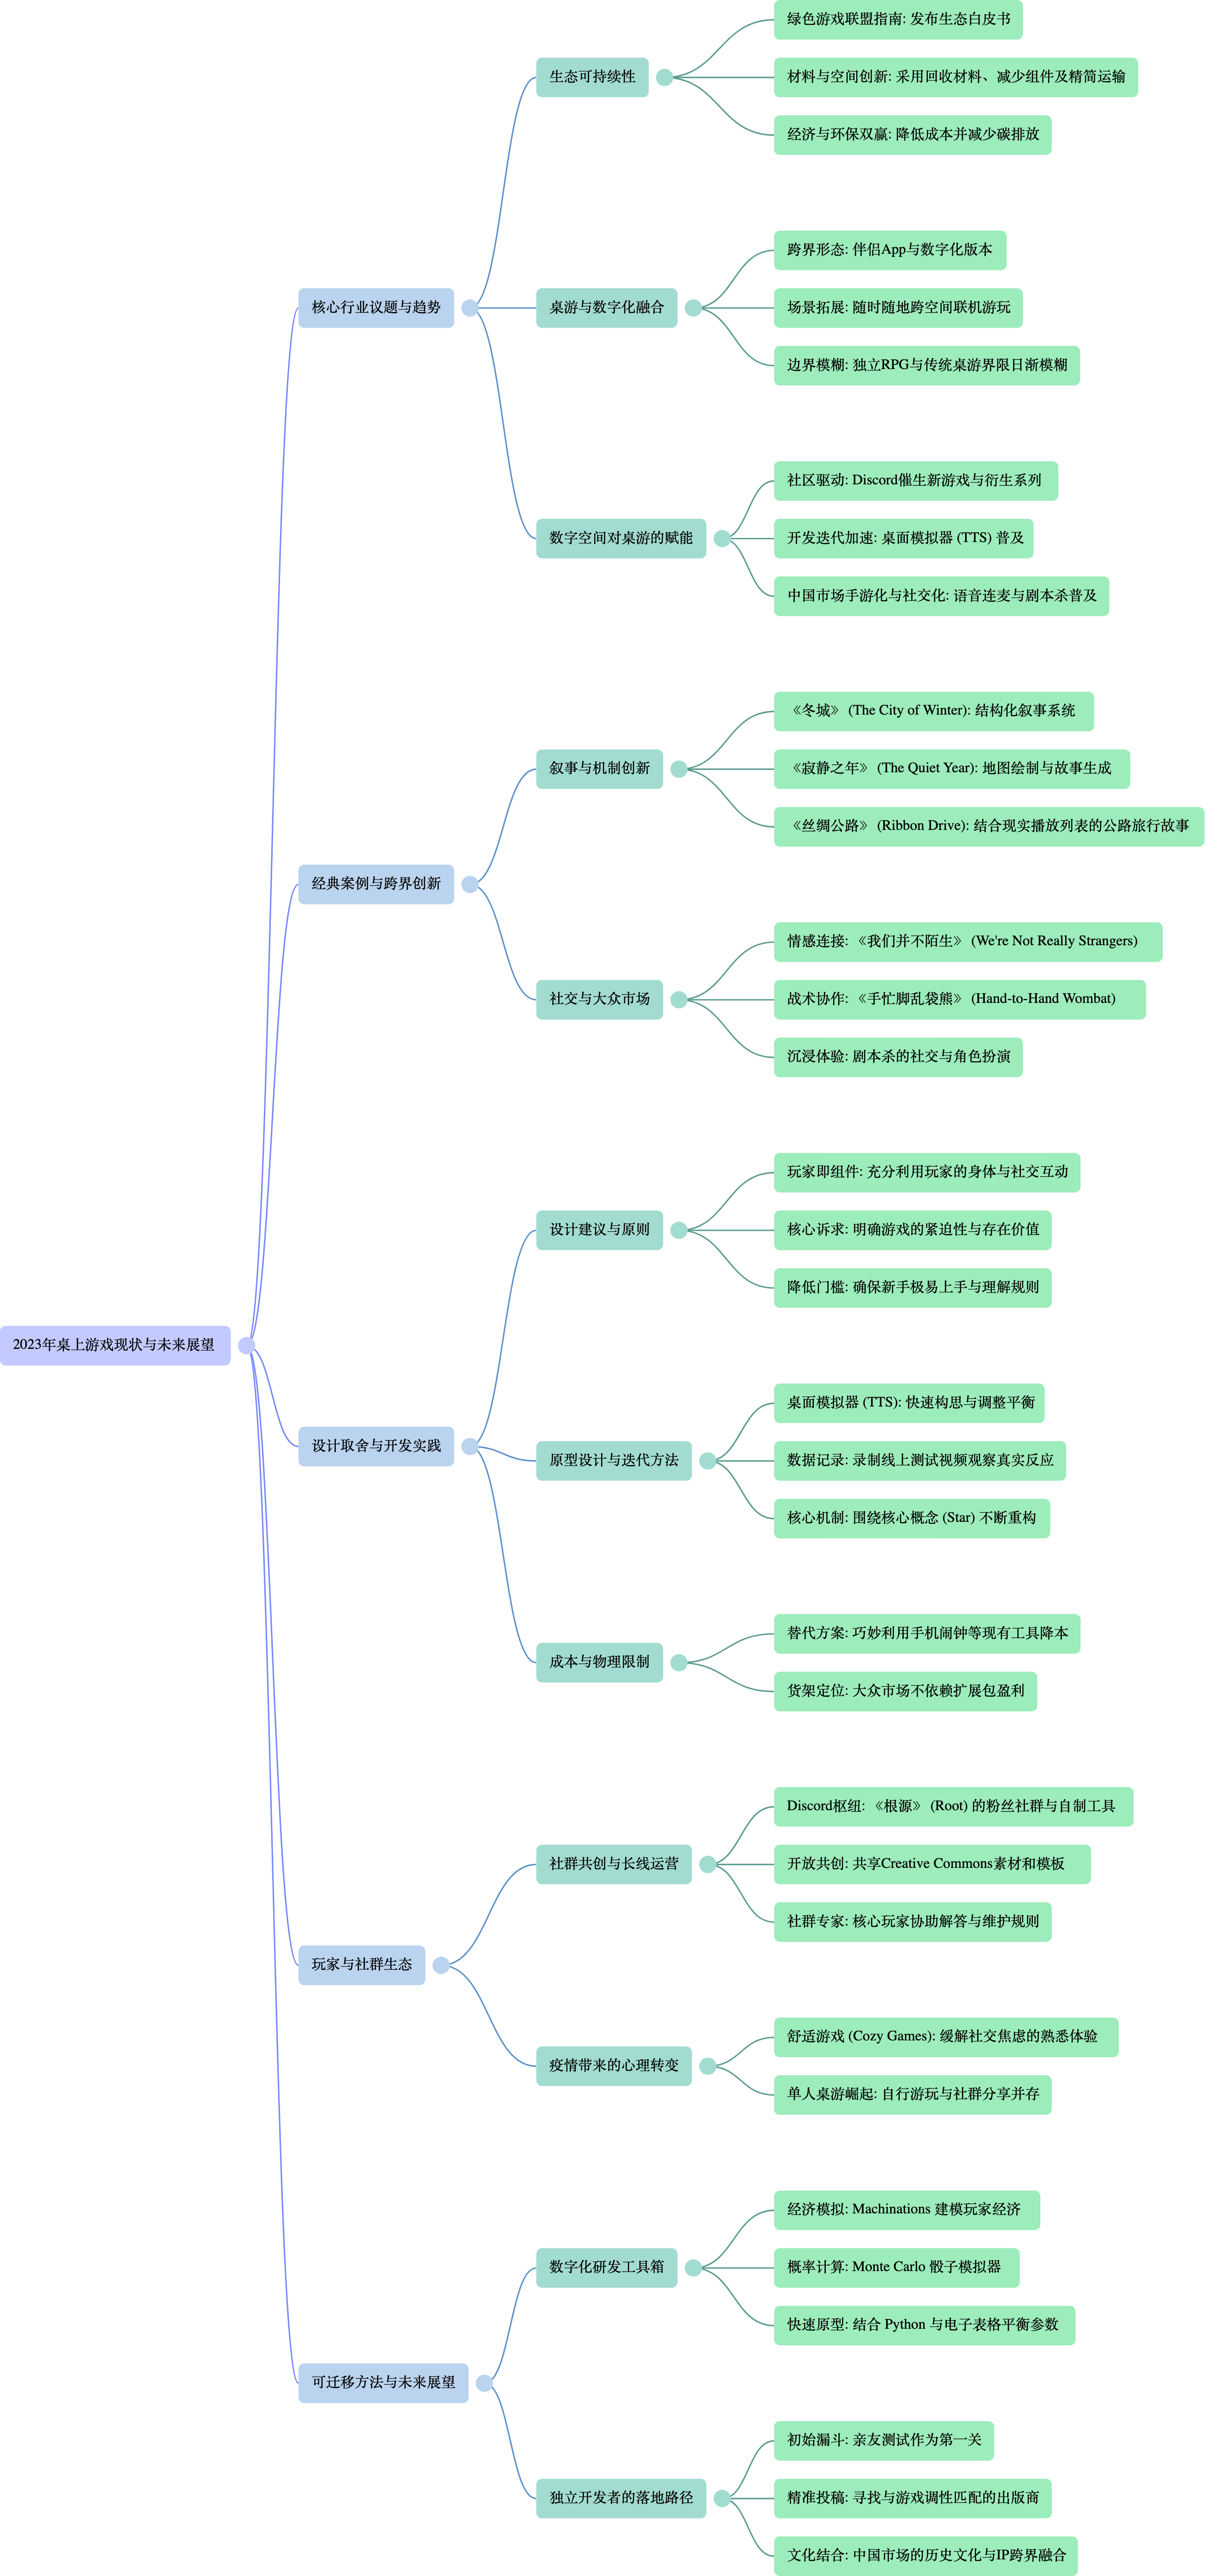 2023年桌上游戏现状与未来展望
核心行业议题与趋势
生态可持续性
绿色游戏联盟指南: 发布生态白皮书
材料与空间创新: 采用回收材料、减少组件及精简运输
经济与环保双赢: 降低成本并减少碳排放
桌游与数字化融合
跨界形态: 伴侣App与数字化版本
场景拓展: 随时随地跨空间联机游玩
边界模糊: 独立RPG与传统桌游界限日渐模糊
数字空间对桌游的赋能
社区驱动: Discord催生新游戏与衍生系列
开发迭代加速: 桌面模拟器 (TTS) 普及
中国市场手游化与社交化: 语音连麦与剧本杀普及
经典案例与跨界创新
叙事与机制创新
《冬城》 (The City of Winter): 结构化叙事系统
《寂静之年》 (The Quiet Year): 地图绘制与故事生成
《丝绸公路》 (Ribbon Drive): 结合现实播放列表的公路旅行故事
社交与大众市场
情感连接: 《我们并不陌生》 (We're Not Really Strangers)
战术协作: 《手忙脚乱袋熊》 (Hand-to-Hand Wombat)
沉浸体验: 剧本杀的社交与角色扮演
设计取舍与开发实践
设计建议与原则
玩家即组件: 充分利用玩家的身体与社交互动
核心诉求: 明确游戏的紧迫性与存在价值
降低门槛: 确保新手极易上手与理解规则
原型设计与迭代方法
桌面模拟器 (TTS): 快速构思与调整平衡
数据记录: 录制线上测试视频观察真实反应
核心机制: 围绕核心概念 (Star) 不断重构
成本与物理限制
替代方案: 巧妙利用手机闹钟等现有工具降本
货架定位: 大众市场不依赖扩展包盈利
玩家与社群生态
社群共创与长线运营
Discord枢纽: 《根源》 (Root) 的粉丝社群与自制工具
开放共创: 共享Creative Commons素材和模板
社群专家: 核心玩家协助解答与维护规则
疫情带来的心理转变
舒适游戏 (Cozy Games): 缓解社交焦虑的熟悉体验
单人桌游崛起: 自行游玩与社群分享并存
可迁移方法与未来展望
数字化研发工具箱
经济模拟: Machinations 建模玩家经济
概率计算: Monte Carlo 骰子模拟器
快速原型: 结合 Python 与电子表格平衡参数
独立开发者的落地路径
初始漏斗: 亲友测试作为第一关
精准投稿: 寻找与游戏调性匹配的出版商
文化结合: 中国市场的历史文化与IP跨界融合